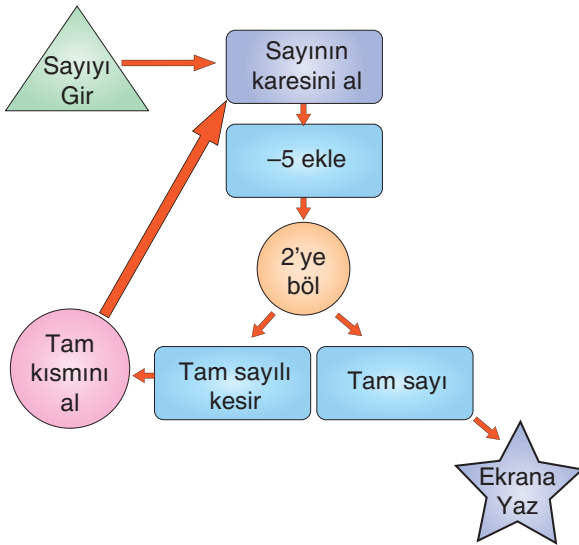 Sayıyı
Gir
Sayının
karesini al
–5 ekle
2'ye
böl
Tam
kısmını
al
Tam sayılı
kesir
Tam sayı
Ekrana
Yaz